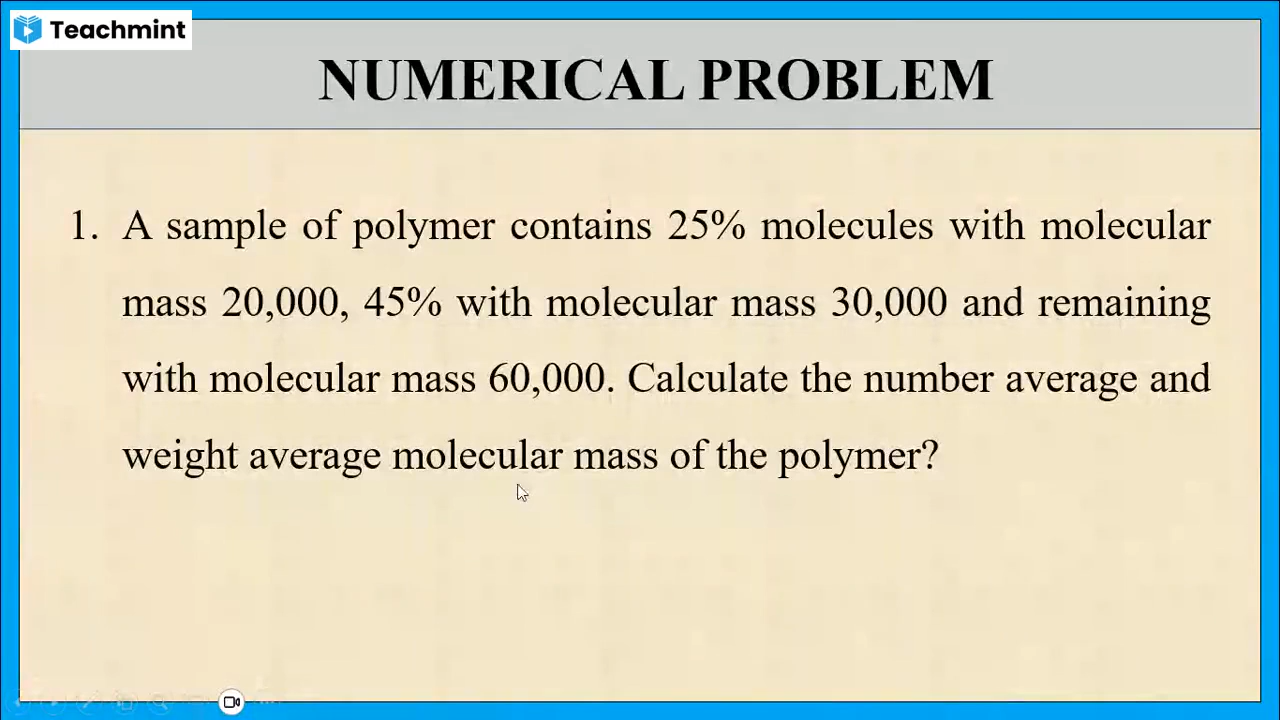 Teachmint
NUMERICAL PROBLEM
1. A sample of polymer contains 25% molecules with molecular
mass 20,000, 45% with molecular mass 30,000 and remaining
with molecular mass 60,000. Calculate the number average and
weight average molecular mass of the polymer?